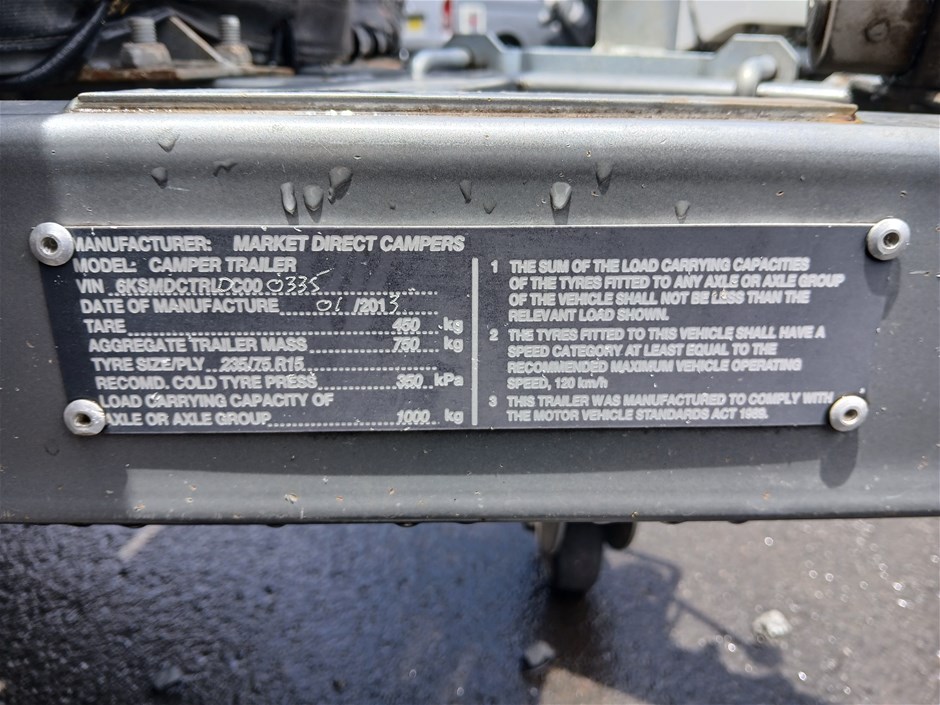 MANUFACTURER: MARKET DIRECT CAMPERS
MODEL: CAMPER TRAILER
VIN 6KSMDCTRLDC00 0335
DATE OF MANUFACTURE 01/2013
TARE 450 kg
AGGREGATE TRAILER MASS 750 kg
TYRE SIZE/PLY 235/75 R15
RECOMD. COLD TYRE PRESS 350 kPa
LOAD CARRYING CAPACITY OF
AXLE OR AXLE GROUP 1000 kg
1 THE SUM OF THE LOAD CARRYING CAPACITIES
OF THE TYRES FITTED TO ANY AXLE OR AXLE GROUP
OF THE VEHICLE SHALL NOT BE LESS THAN THE
RELEVANT LOAD SHOWN.
2 THE TYRES FITTED TO THIS VEHICLE SHALL HAVE A
SPEED CATEGORY AT LEAST EQUAL TO THE
RECOMMENDED MAXIMUM VEHICLE OPERATING
SPEED, 120 km/h
3 THIS TRAILER WAS MANUFACTURED TO COMPLY WITH
THE MOTOR VEHICLE STANDARDS ACT 1989.